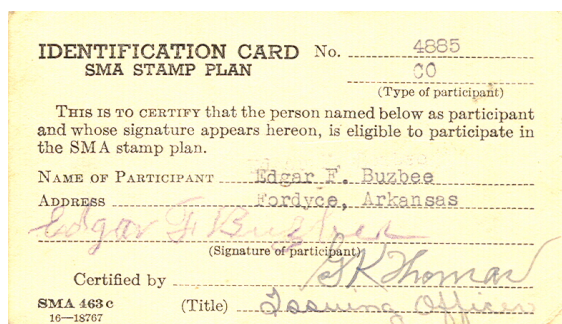 IDENTIFICATION CARD No. 4885
SMA STAMP PLAN CO
(Type of participant)
THIS IS TO CERTIFY that the person named below as participant
and whose signature appears hereon, is eligible to participate in
the SMA stamp plan.
NAME OF PARTICIPANT Edgar F. Buzbee
ADDRESS Fordyce, Arkansas
Edgar F Buzbee
(Signature of participant)
Certified by GK Thomas
SMA 463 c (Title) Issuing Officer
16—18767